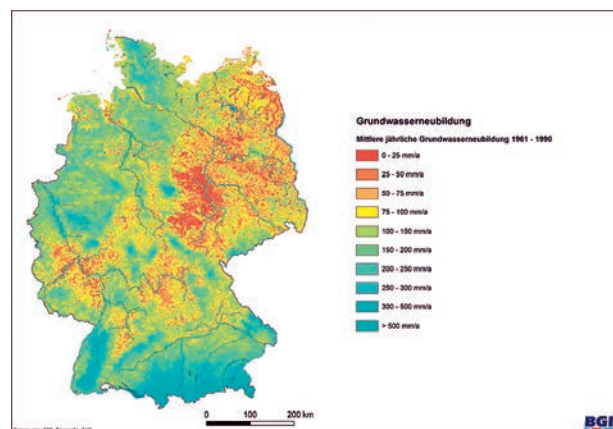 Grundwasserneubildung
Mittlere jährliche Grundwasserneubildung 1961 - 1990
0 - 25 mm/a
25 - 50 mm/a
50 - 75 mm/a
75 - 100 mm/a
100 - 150 mm/a
150 - 200 mm/a
200 - 250 mm/a
250 - 300 mm/a
300 - 500 mm/a
> 500 mm/a
0 100 200 km